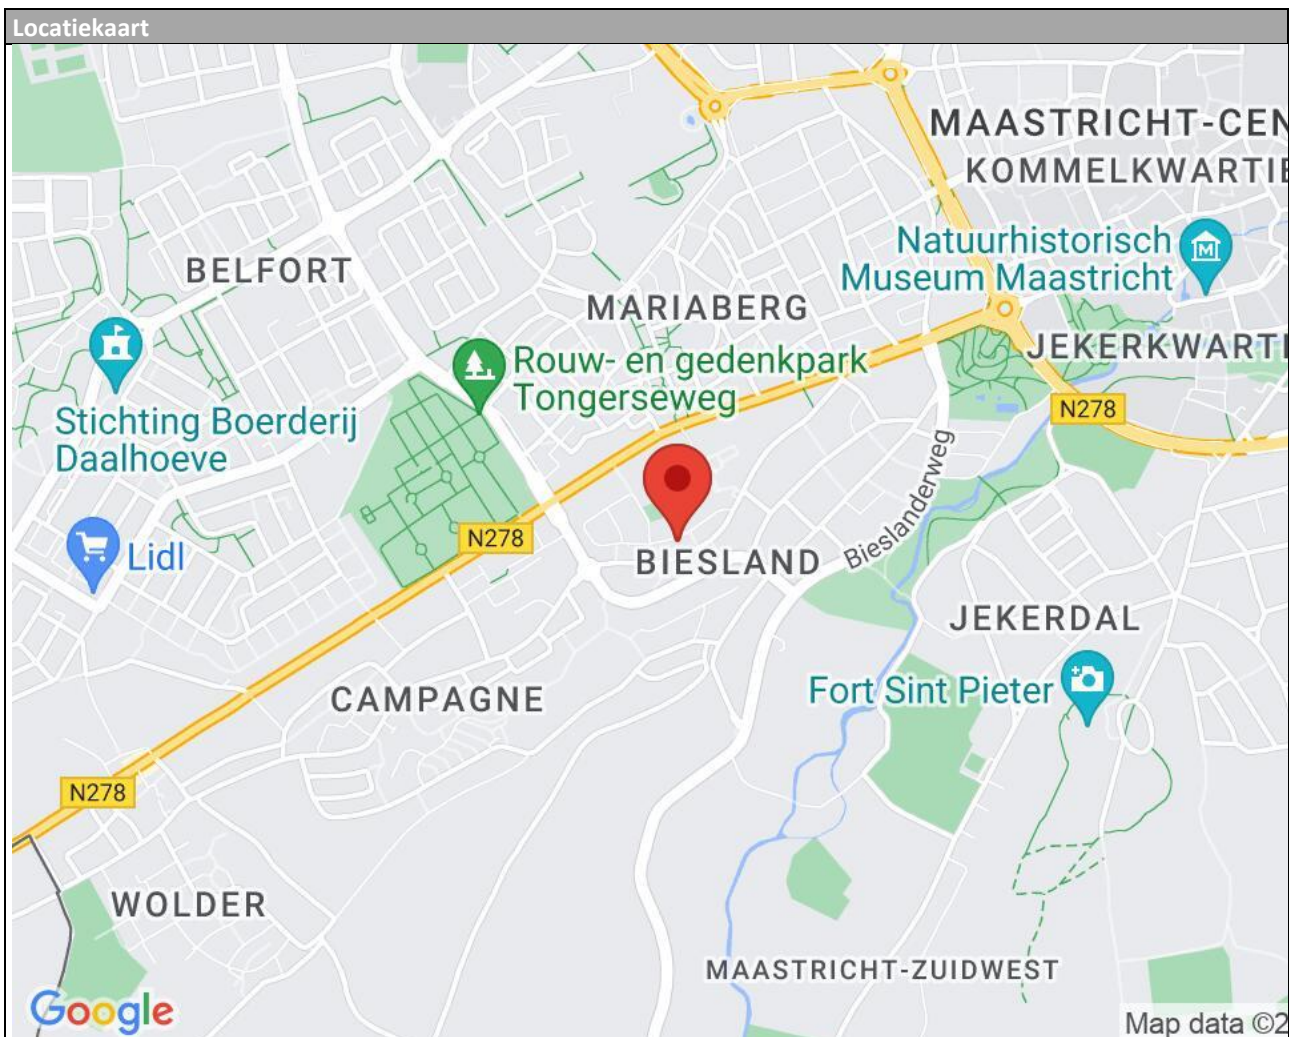 Locatiekaart
MAASTRICHT-CEN
KOMMELKWARTIE
Natuurhistorisch
Museum Maastricht
BELFORT
MARIABERG
JEKERKWARTI
Rouw- en gedenkpark
Tongerseweg
N278
Stichting Boerderij
Daalhoeve
Bieslanderweg
N278
Lidl
BIESLAND
JEKERDAL
Fort Sint Pieter
CAMPAGNE
N278
WOLDER
MAASTRICHT-ZUIDWEST
Google
Map data ©2